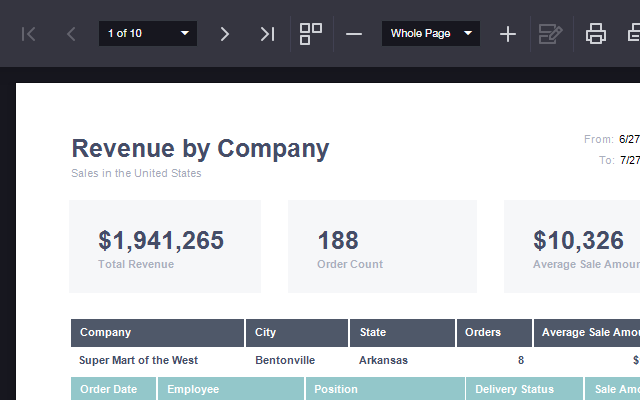 1 of 10 Whole Page
Revenue by Company
Sales in the United States
From: 6/27
To: 7/27
$1,941,265 188 $10,326
Total Revenue Order Count Average Sale Amoun
Company City State Orders Average Sale Amou
Super Mart of the West Bentonville Arkansas 8 $
Order Date Employee Position Delivery Status Sale Amo